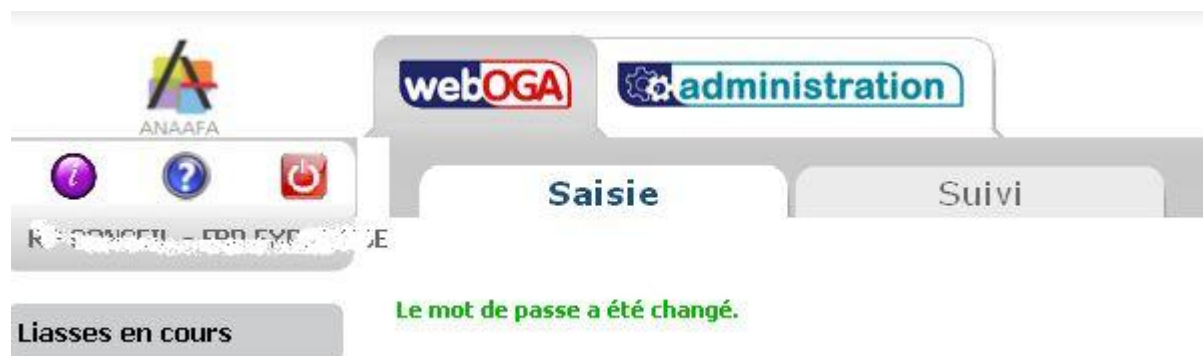 ANAAFA
webOGA
administration
Saisie
Suivi
Le mot de passe a été changé.
Liasses en cours